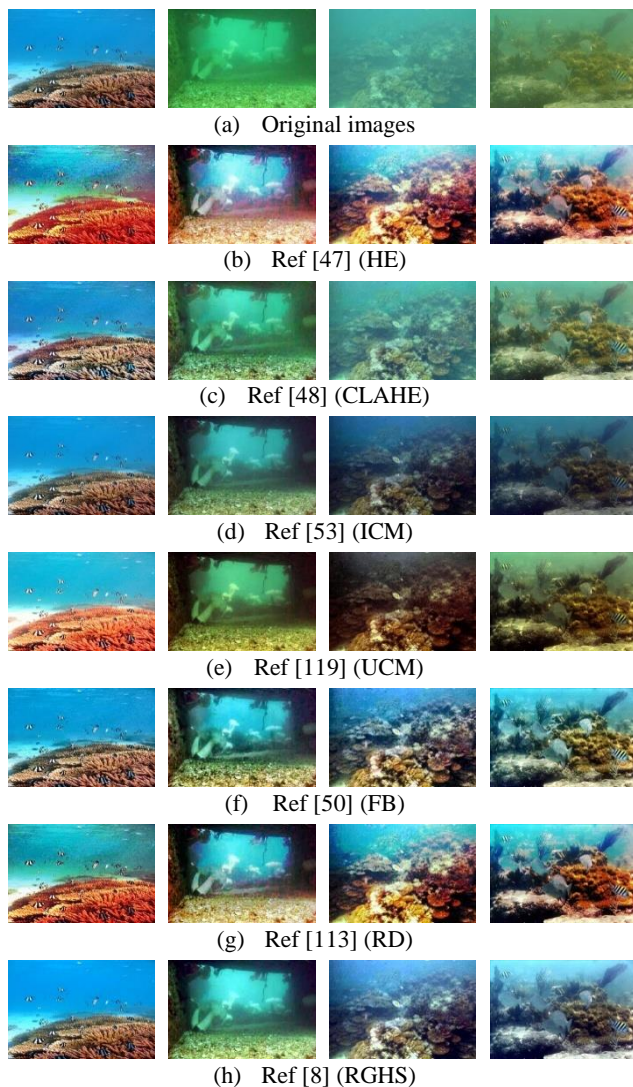 (a) Original images
(b) Ref [47] (HE)
(c) Ref [48] (CLAHE)
(d) Ref [53] (ICM)
(e) Ref [119] (UCM)
(f) Ref [50] (FB)
(g) Ref [113] (RD)
(h) Ref [8] (RGHS)